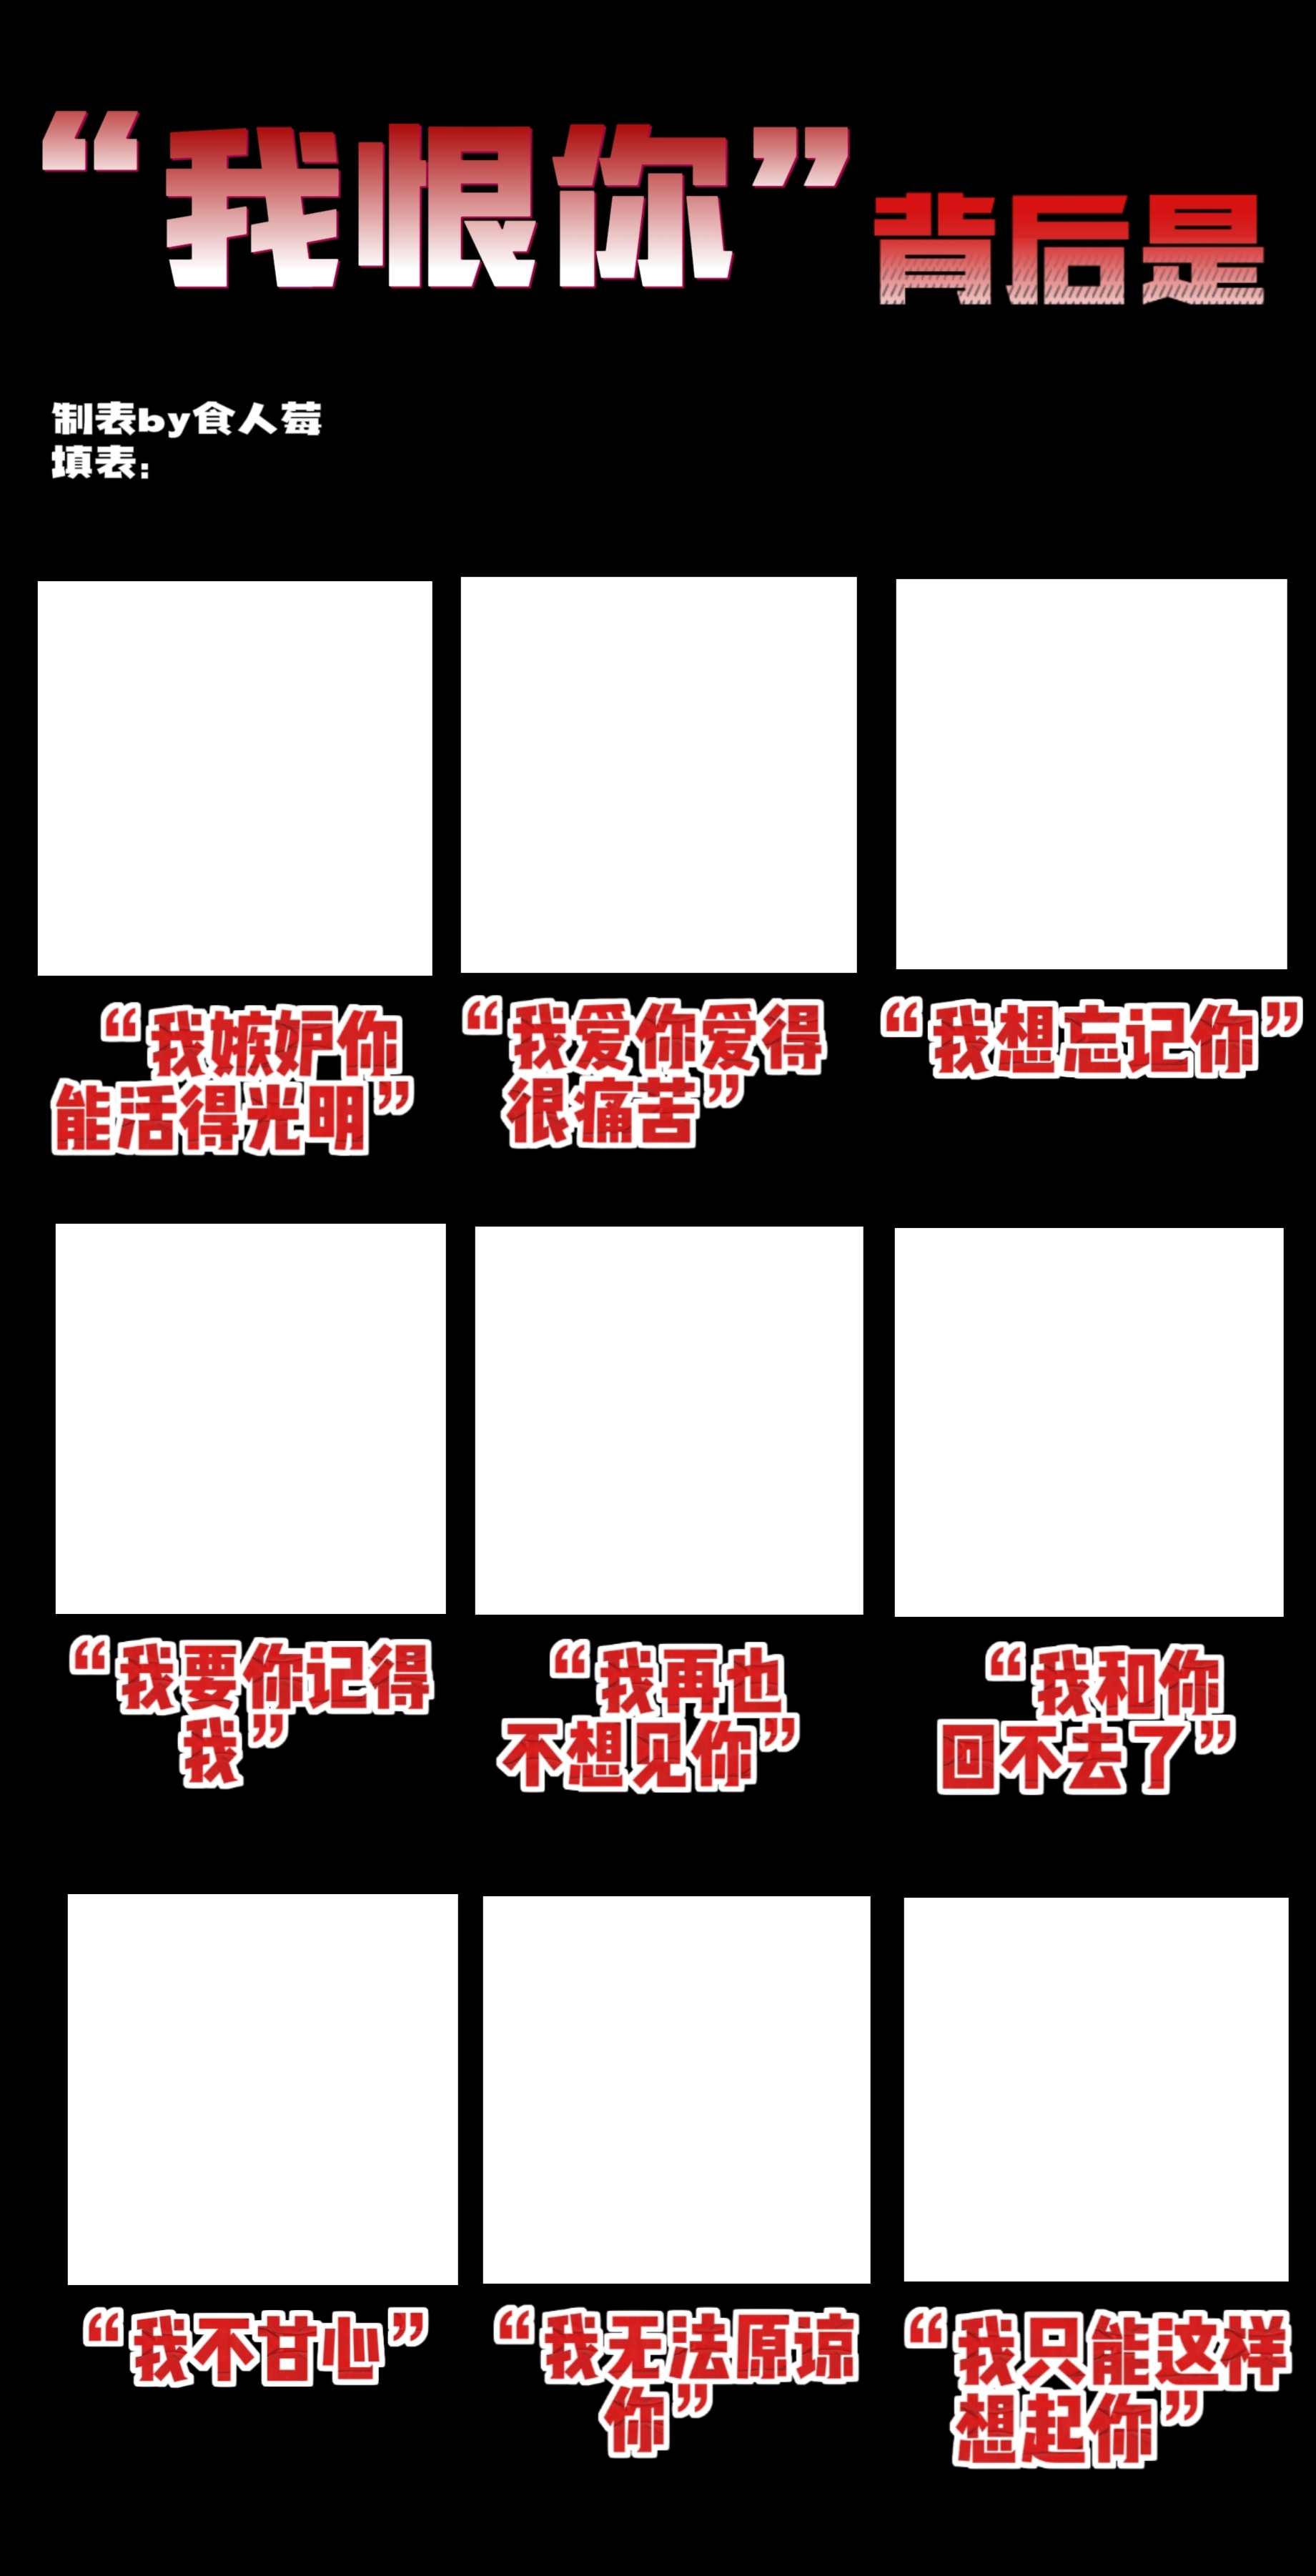 “我恨你”背后是
制表by食人莓
填表：
“我嫉妒你
能活得光明”
“我爱你爱得
很痛苦”
“我想忘记你”
“我要你记得
我”
“我再也
不想见你”
“我和你
回不去了”
“我不甘心”
“我无法原谅
你”
“我只能这样
想起你”